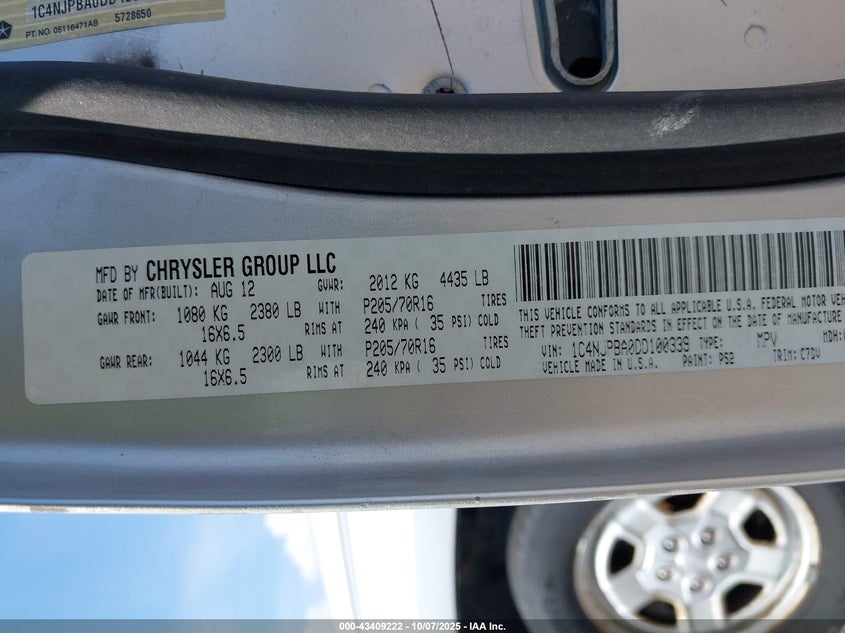 1C4NJPBA0DD
PT. NO. 05116471AB 5728650
MFD BY CHRYSLER GROUP LLC
DATE OF MFR(BUILT): AUG 12 GVWR: 2012 KG 4435 LB
GAWR FRONT: 1080 KG 2380 LB WITH P205/70R16 TIRES
16X6.5 RIMS AT 240 KPA ( 35 PSI) COLD
GAWR REAR: 1044 KG 2300 LB WITH P205/70R16 TIRES
16X6.5 RIMS AT 240 KPA ( 35 PSI) COLD
THIS VEHICLE CONFORMS TO ALL APPLICABLE U.S.A. FEDERAL MOTOR
THEFT PREVENTION STANDARDS IN EFFECT ON THE DATE OF
VIN: 1C4NJPBA0DD100339 TYPE: MPV MDH:
VEHICLE MADE IN U.S.A. PAINT: PS2 TRIM: C7DV
000-43409222 - 10/07/2025 - IAA Inc.